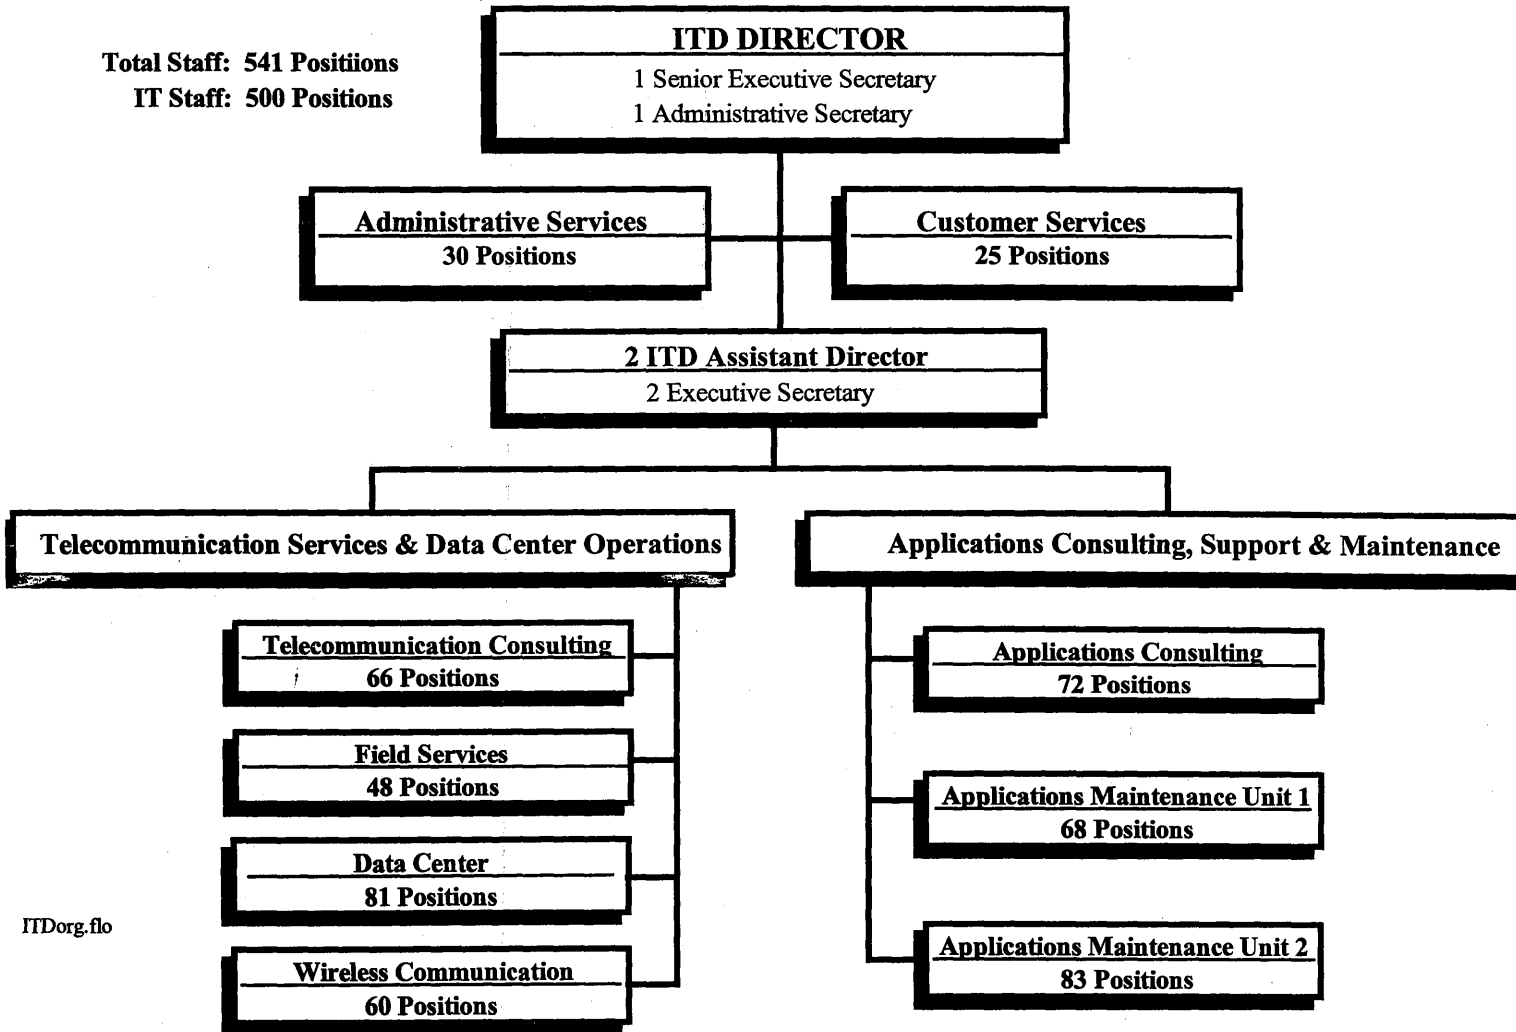 Total Staff: 541 Positiions
IT Staff: 500 Positions
ITD DIRECTOR
1 Senior Executive Secretary
1 Administrative Secretary
Administrative Services
30 Positions
Customer Services
25 Positions
2 ITD Assistant Director
2 Executive Secretary
Telecommunication Services & Data Center Operations
Applications Consulting, Support & Maintenance
Telecommunication Consulting
66 Positions
Field Services
48 Positions
Data Center
81 Positions
Wireless Communication
60 Positions
Applications Consulting
72 Positions
Applications Maintenance Unit 1
68 Positions
Applications Maintenance Unit 2
83 Positions
ITDorg.flo